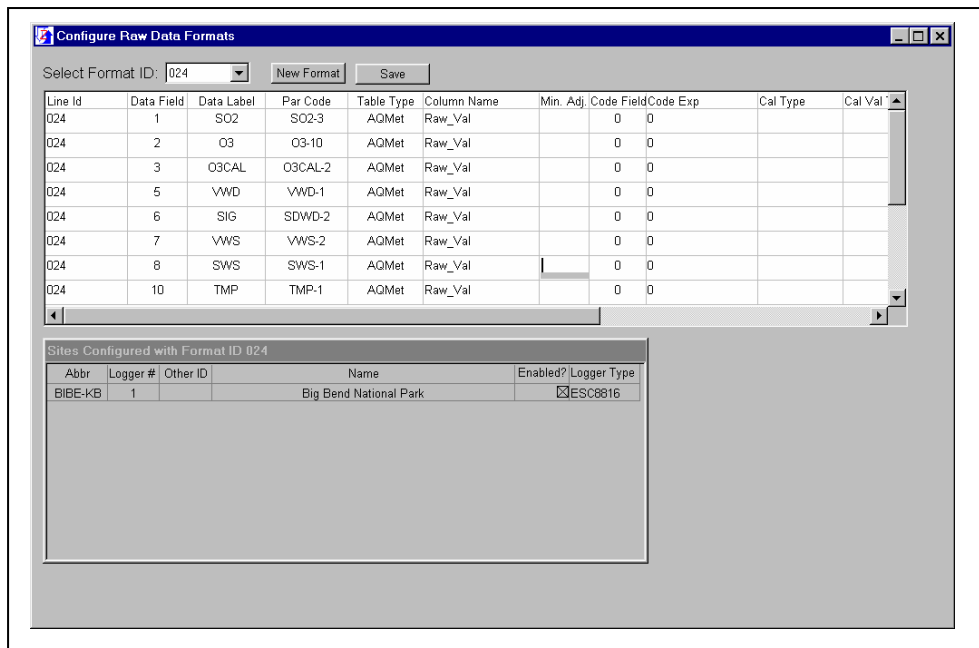 Configure Raw Data Formats
Select Format ID: 024 New Format Save
Line Id Data Field Data Label Par Code Table Type Column Name Min. Adj. Code Field Code Exp Cal Type Cal Val
024 1 SO2 SO2-3 AQMet Raw_Val 0 0
024 2 O3 O3-10 AQMet Raw_Val 0 0
024 3 O3CAL O3CAL-2 AQMet Raw_Val 0 0
024 5 VWD VWD-1 AQMet Raw_Val 0 0
024 6 SIG SDWD-2 AQMet Raw_Val 0 0
024 7 VWS VWS-2 AQMet Raw_Val 0 0
024 8 SWS SWS-1 AQMet Raw_Val 0 0
024 10 TMP TMP-1 AQMet Raw_Val 0 0
Sites Configured with Format ID 024
Abbr Logger # Other ID Name Enabled? Logger Type
BIBE-KB 1 Big Bend National Park ESC8816